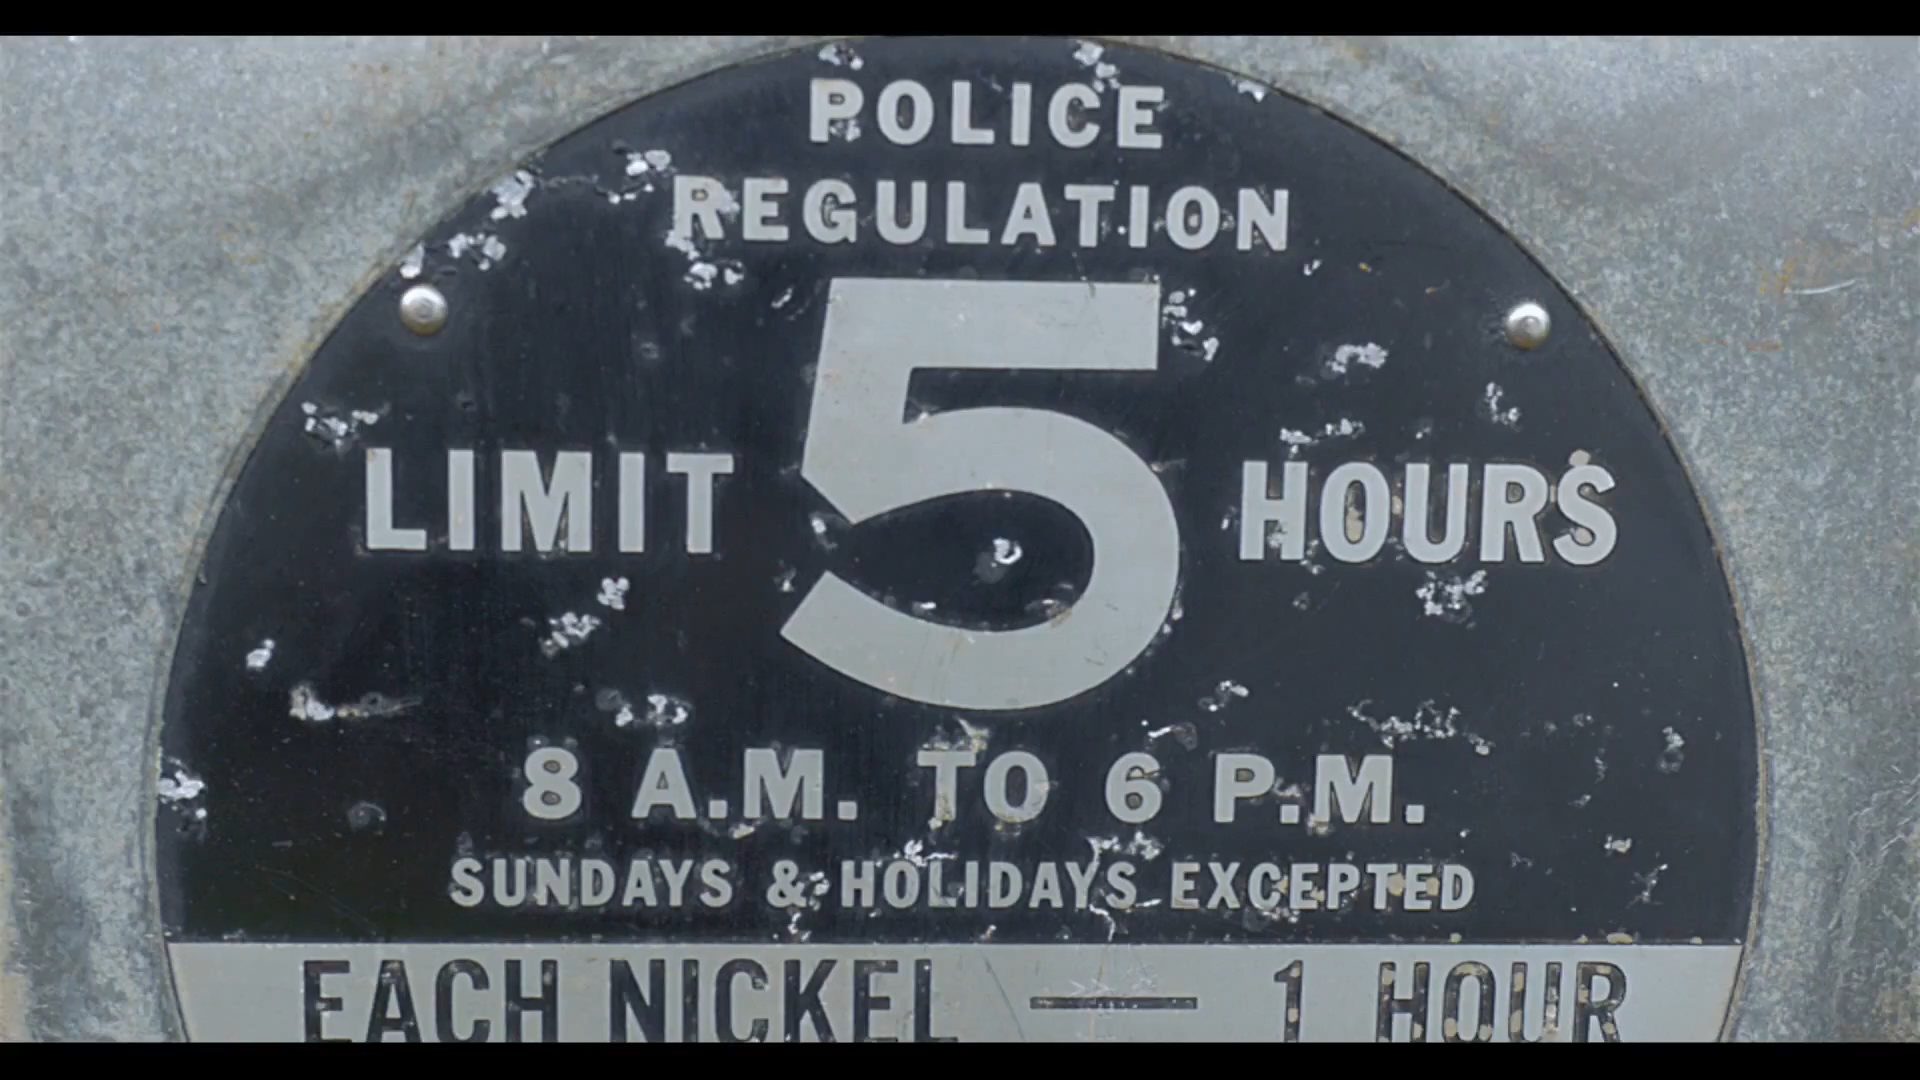 POLICE
REGULATION
LIMIT 5 HOURS
8 A.M. TO 6 P.M.
SUNDAYS & HOLIDAYS EXCEPTED
EACH NICKEL — 1 HOUR